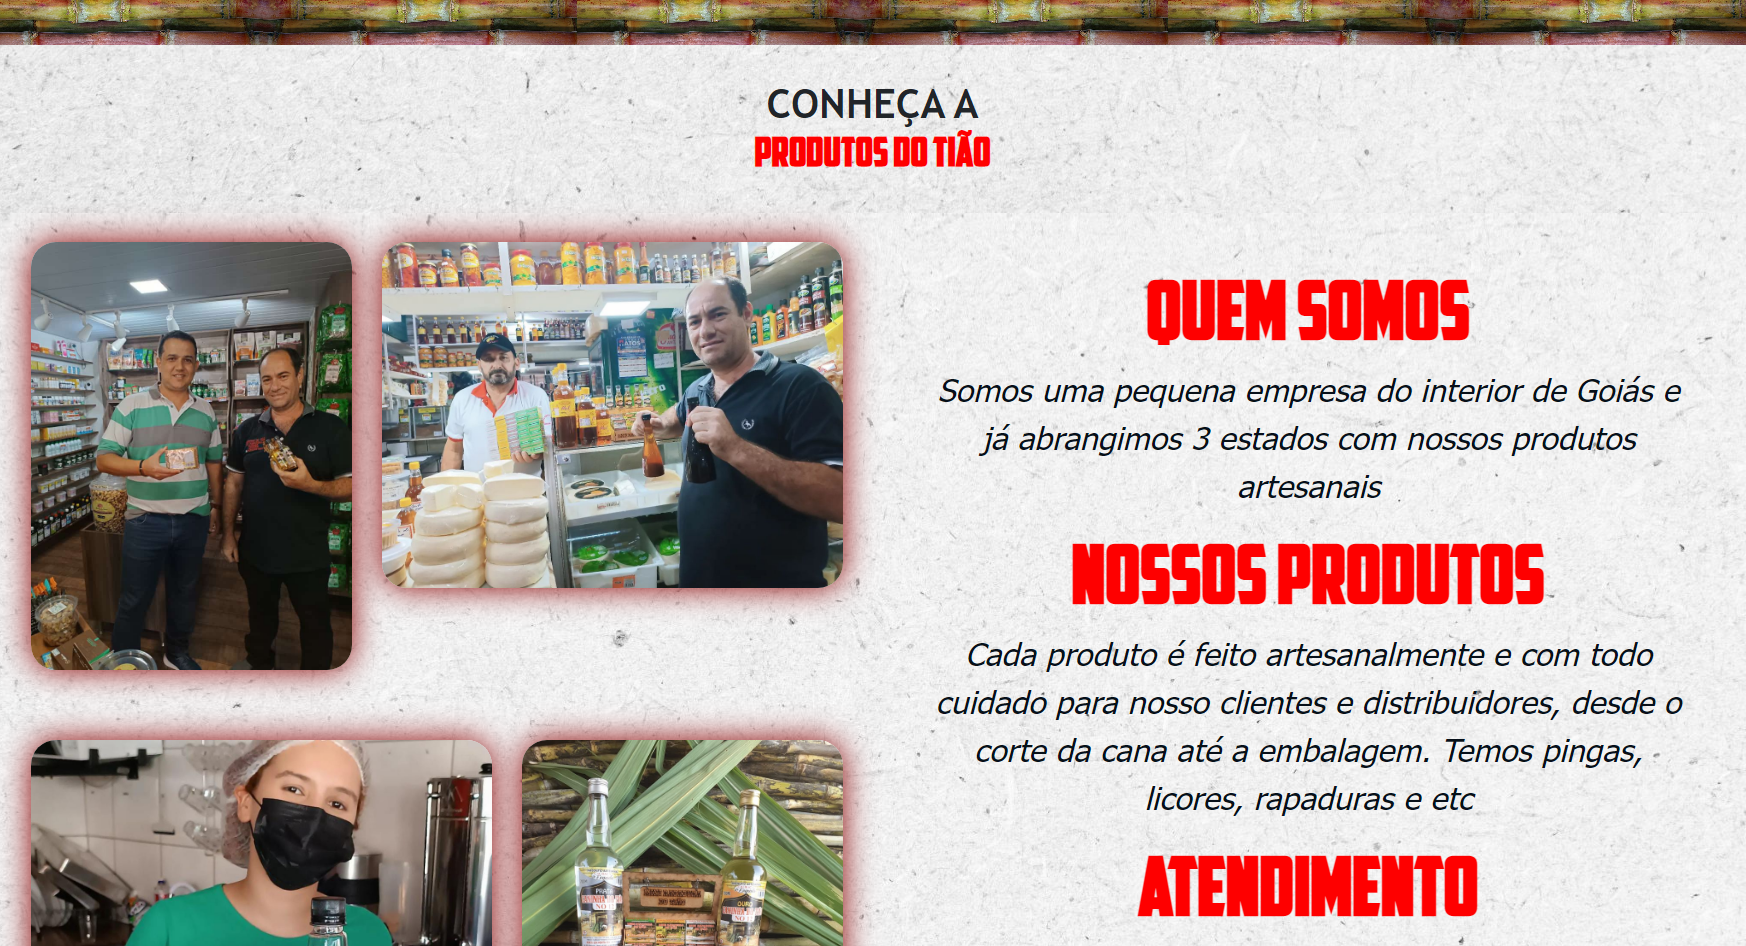 CONHEÇA A
PRODUTOS DO TIÃO
QUEM SOMOS
Somos uma pequena empresa do interior de Goiás e
já abrangimos 3 estados com nossos produtos
artesanais
NOSSOS PRODUTOS
Cada produto é feito artesanalmente e com todo
cuidado para nosso clientes e distribuidores, desde o
corte da cana até a embalagem. Temos pingas,
licores, rapaduras e etc
ATENDIMENTO
PRATA
OURO